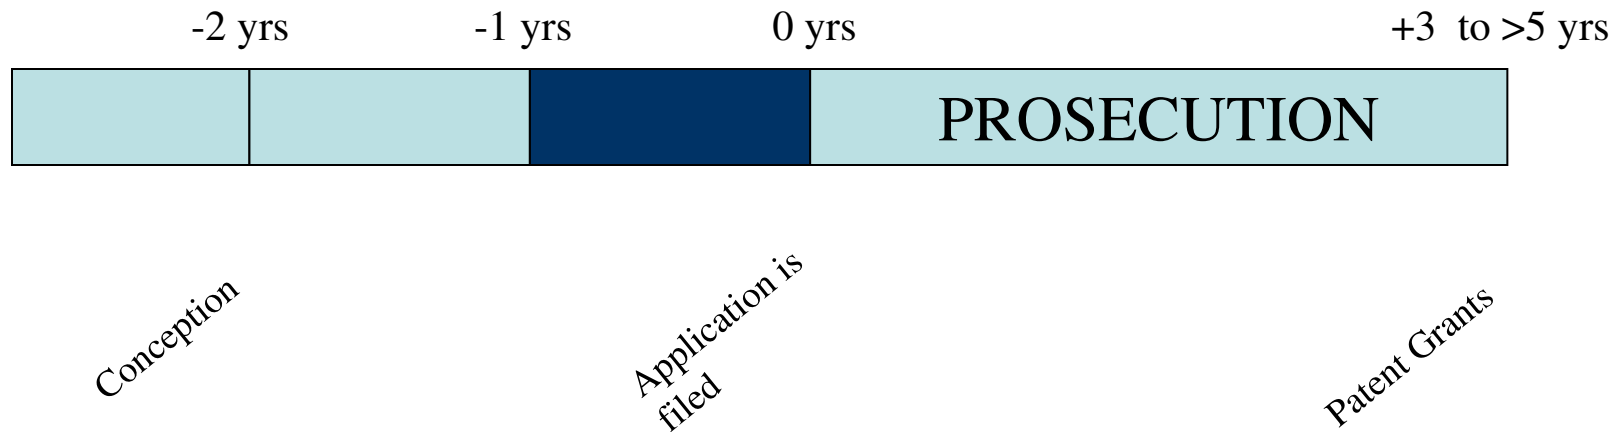 -2 yrs
-1 yrs
0 yrs
+3  to >5 yrs
PROSECUTION
Conception
Application is
filed
Patent Grants